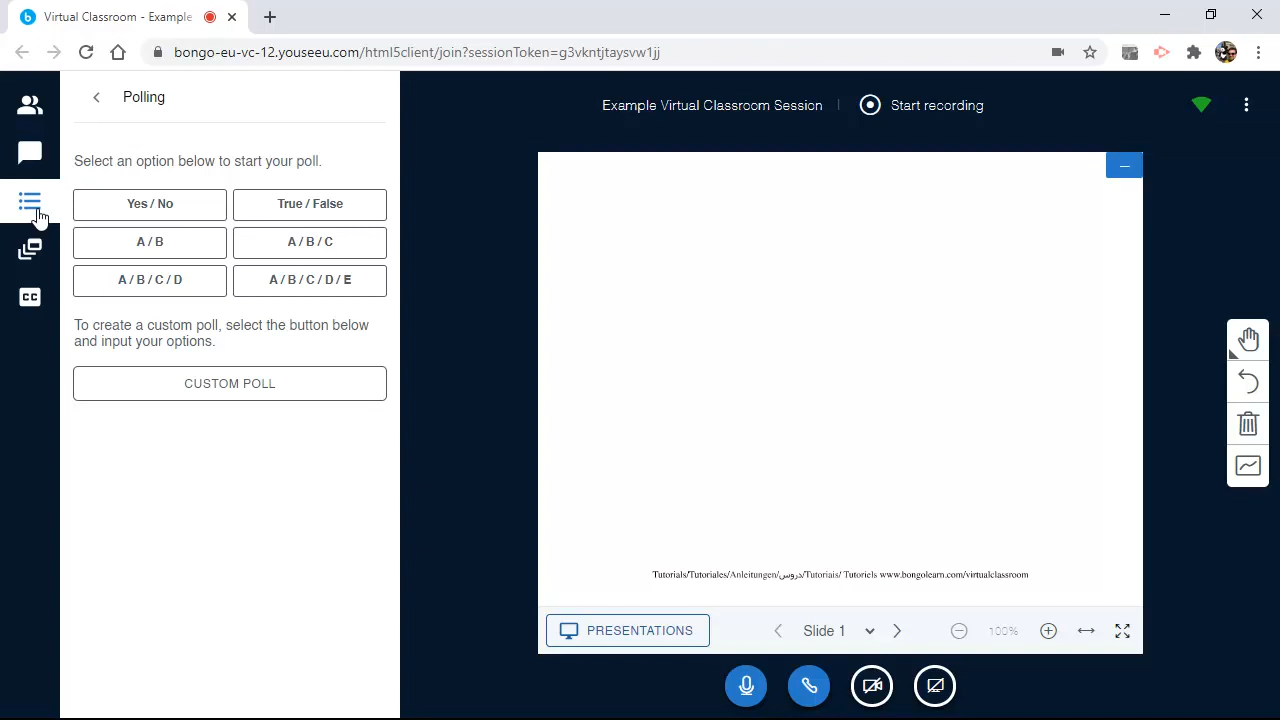 Virtual Classroom - Example
bongo-eu-vc-12.youseeu.com/html5client/join?sessionToken=g3vkntjtaysvw1jj
Polling
Example Virtual Classroom Session
Start recording
Select an option below to start your poll.
Yes / No
True / False
A / B
A / B / C
A / B / C / D
A / B / C / D / E
To create a custom poll, select the button below
and input your options.
CUSTOM POLL
CC
Tutorials/Tutoriales/Anleitungen/دروس/Tutoriais/ Tutoriels www.bongolearn.com/virtualclassroom
PRESENTATIONS
Slide 1
100%